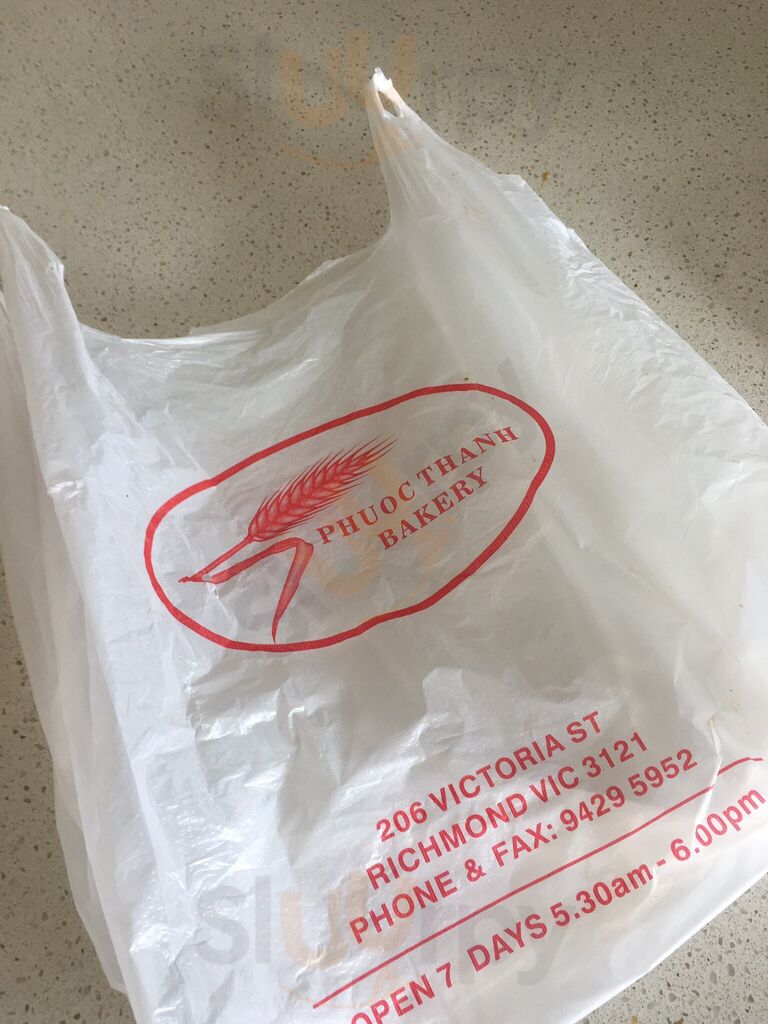 PHUOC THANH
BAKERY
206 VICTORIA ST
RICHMOND VIC 3121
PHONE & FAX: 9429 5952
OPEN 7 DAYS 5.30am - 6.00pm
Slurrpy